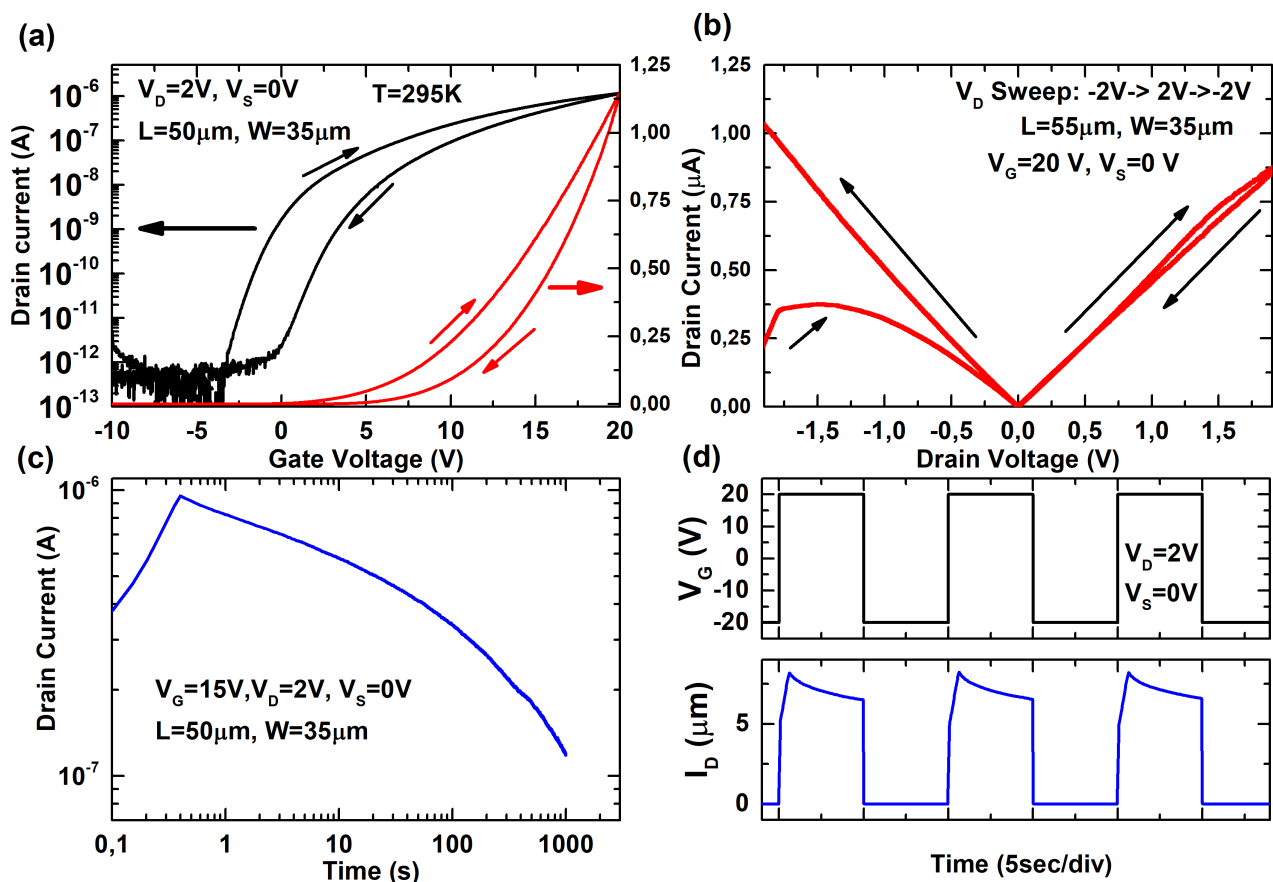 (a)
V_D=2V, V_S=0V
T=295K
L=50μm, W=35μm
Drain current (A)
10⁻⁶
10⁻⁷
10⁻⁸
10⁻⁹
10⁻¹⁰
10⁻¹¹
10⁻¹²
10⁻¹³
1,25
1,00
0,75
0,50
0,25
0,00
-10 -5 0 5 10 15 20
Gate Voltage (V)
(b)
V_D Sweep: -2V-> 2V->-2V
L=55μm, W=35μm
V_G=20 V, V_S=0 V
Drain Current (μA)
1,25
1,00
0,75
0,50
0,25
0,00
-1,5 -1,0 -0,5 0,0 0,5 1,0 1,5
Drain Voltage (V)
(c)
Drain Current (A)
10⁻⁶
10⁻⁷
V_G=15V,V_D=2V, V_S=0V
L=50μm, W=35μm
0,1 1 10 100 1000
Time (s)
(d)
V_G (V)
20
10
0
-10
-20
V_D=2V
V_S=0V
I_D (μm)
5
0
Time (5sec/div)